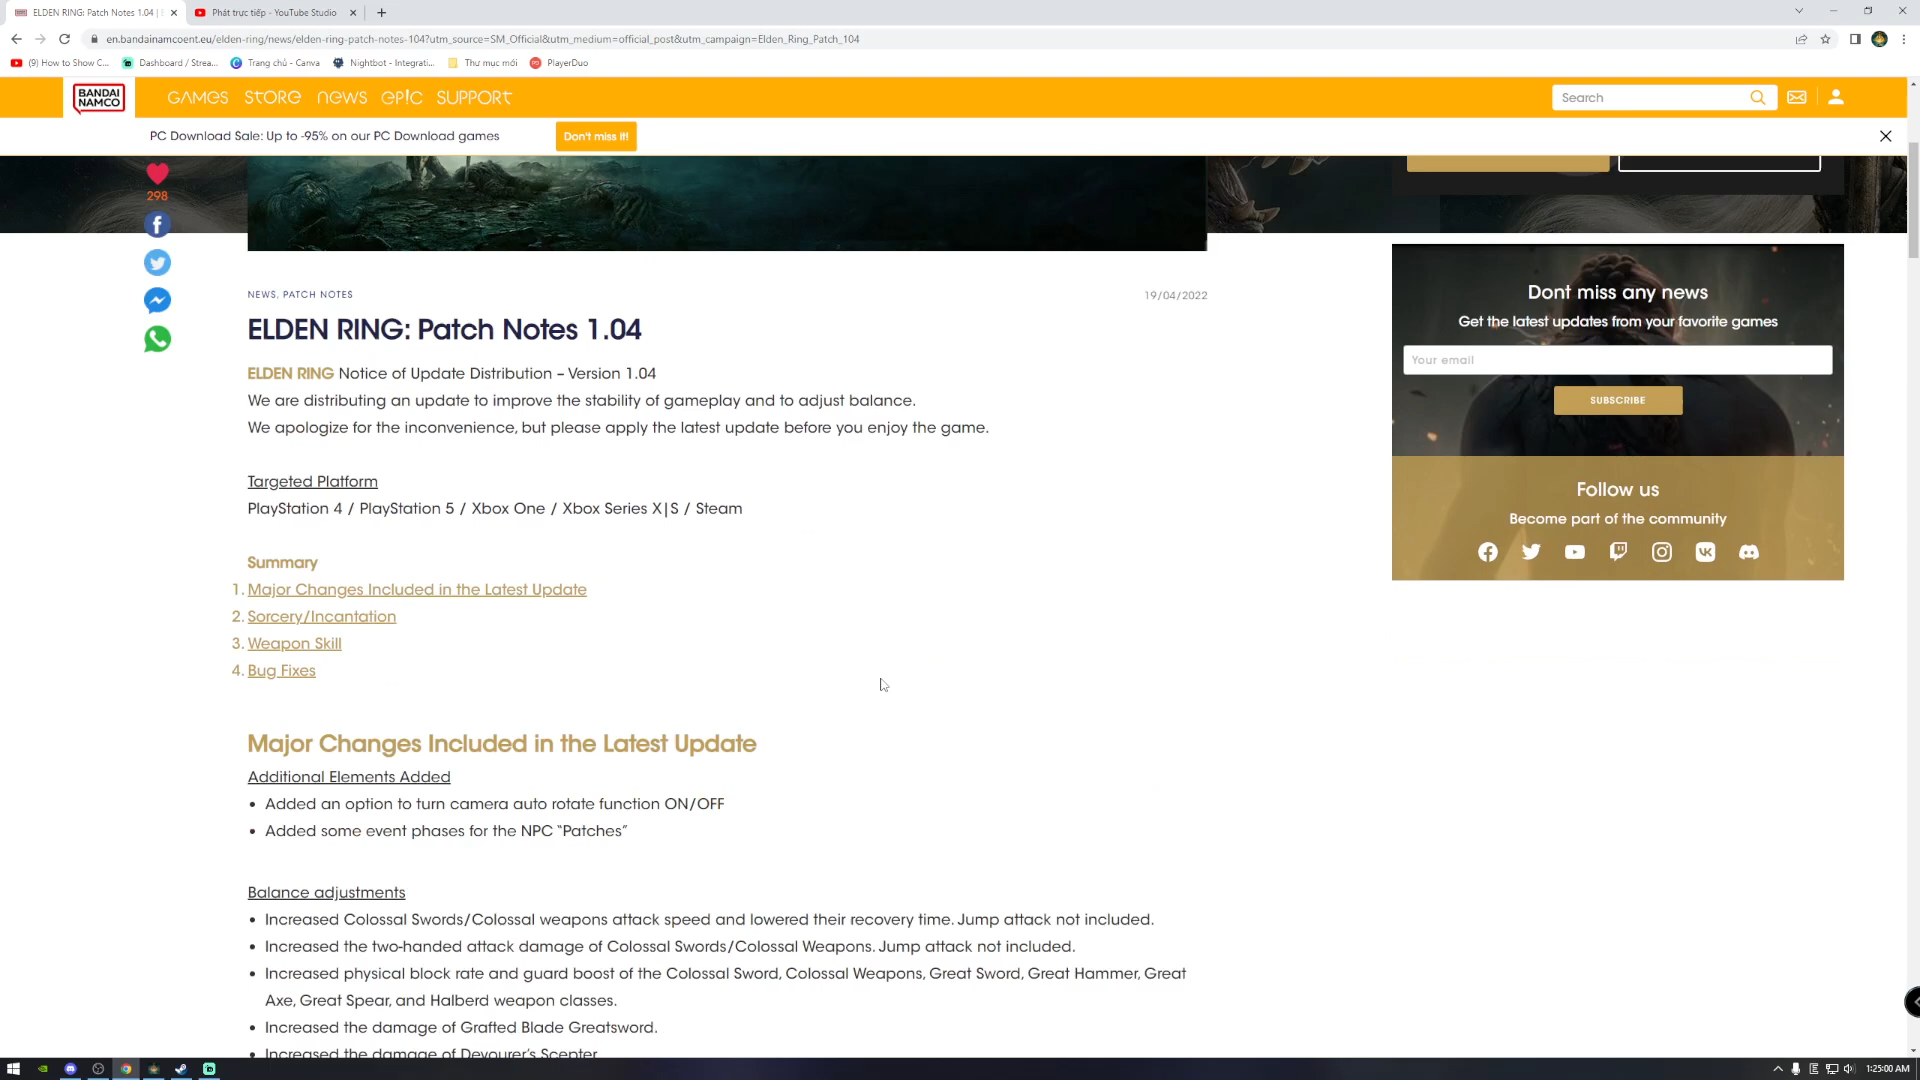 ELDEN RING: Patch Notes 1.04 |
Phát trực tiếp - YouTube Studio
en.bandainamcoent.eu/elden-ring/news/elden-ring-patch-notes-104?utm_source=SM_Official&utm_medium=official_post&utm_campaign=Elden_Ring_Patch_104
(9) How to Show C...
Dashboard / Strea...
Trang chủ - Canva
Nightbot - Integrati...
Thư mục mới
PlayerDuo
BANDAI
NAMCO
GAMES STORE NEWS EPIC SUPPORT
Search
PC Download Sale: Up to -95% on our PC Download games
Don't miss it!
298
NEWS, PATCH NOTES
19/04/2022
ELDEN RING: Patch Notes 1.04
ELDEN RING Notice of Update Distribution – Version 1.04
We are distributing an update to improve the stability of gameplay and to adjust balance.
We apologize for the inconvenience, but please apply the latest update before you enjoy the game.
Targeted Platform
PlayStation 4 / PlayStation 5 / Xbox One / Xbox Series X|S / Steam
Summary
1. Major Changes Included in the Latest Update
2. Sorcery/Incantation
3. Weapon Skill
4. Bug Fixes
Major Changes Included in the Latest Update
Additional Elements Added
• Added an option to turn camera auto rotate function ON/OFF
• Added some event phases for the NPC “Patches”
Balance adjustments
• Increased Colossal Swords/Colossal weapons attack speed and lowered their recovery time. Jump attack not included.
• Increased the two-handed attack damage of Colossal Swords/Colossal Weapons. Jump attack not included.
• Increased physical block rate and guard boost of the Colossal Sword, Colossal Weapons, Great Sword, Great Hammer, Great
Axe, Great Spear, and Halberd weapon classes.
• Increased the damage of Grafted Blade Greatsword.
• Increased the damage of Devourer’s Scepter
Dont miss any news
Get the latest updates from your favorite games
Your email
SUBSCRIBE
Follow us
Become part of the community
1:25:00 AM